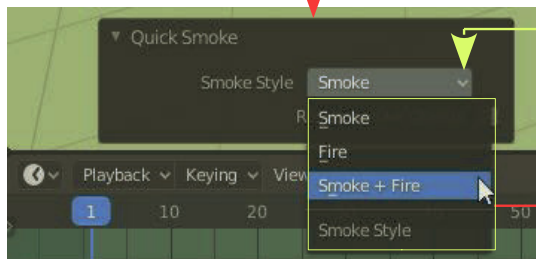 Quick Smoke
Smoke Style Smoke
R
Smoke
Fire
Smoke + Fire
Smoke Style
Playback Keying View
1 10 20 50